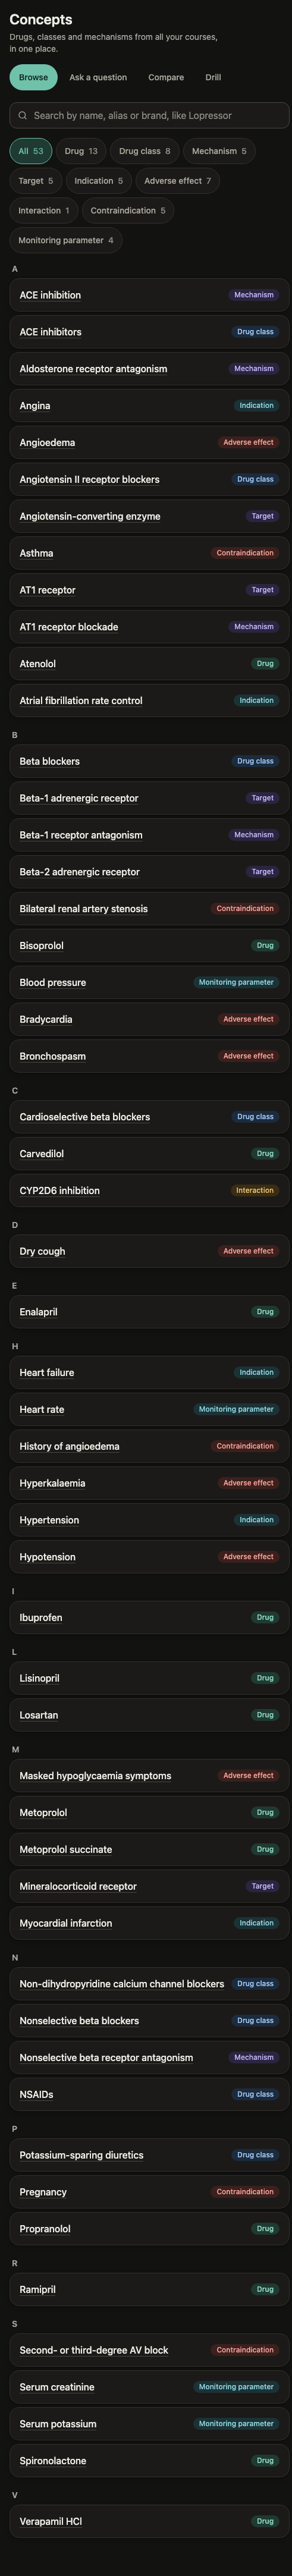 Concepts
Drugs, classes and mechanisms from all your courses,
in one place.
Browse Ask a question Compare Drill
Search by name, alias or brand, like Lopressor
All 53 Drug 13 Drug class 8 Mechanism 5
Target 5 Indication 5 Adverse effect 7
Interaction 1 Contraindication 5
Monitoring parameter 4
A
ACE inhibition Mechanism
ACE inhibitors Drug class
Aldosterone receptor antagonism Mechanism
Angina Indication
Angioedema Adverse effect
Angiotensin II receptor blockers Drug class
Angiotensin-converting enzyme Target
Asthma Contraindication
AT1 receptor Target
AT1 receptor blockade Mechanism
Atenolol Drug
Atrial fibrillation rate control Indication
B
Beta blockers Drug class
Beta-1 adrenergic receptor Target
Beta-1 receptor antagonism Mechanism
Beta-2 adrenergic receptor Target
Bilateral renal artery stenosis Contraindication
Bisoprolol Drug
Blood pressure Monitoring parameter
Bradycardia Adverse effect
Bronchospasm Adverse effect
C
Cardioselective beta blockers Drug class
Carvedilol Drug
CYP2D6 inhibition Interaction
D
Dry cough Adverse effect
E
Enalapril Drug
H
Heart failure Indication
Heart rate Monitoring parameter
History of angioedema Contraindication
Hyperkalaemia Adverse effect
Hypertension Indication
Hypotension Adverse effect
I
Ibuprofen Drug
L
Lisinopril Drug
Losartan Drug
M
Masked hypoglycaemia symptoms Adverse effect
Metoprolol Drug
Metoprolol succinate Drug
Mineralocorticoid receptor Target
Myocardial infarction Indication
N
Non-dihydropyridine calcium channel blockers Drug class
Nonselective beta blockers Drug class
Nonselective beta receptor antagonism Mechanism
NSAIDs Drug class
P
Potassium-sparing diuretics Drug class
Pregnancy Contraindication
Propranolol Drug
R
Ramipril Drug
S
Second- or third-degree AV block Contraindication
Serum creatinine Monitoring parameter
Serum potassium Monitoring parameter
Spironolactone Drug
V
Verapamil HCl Drug